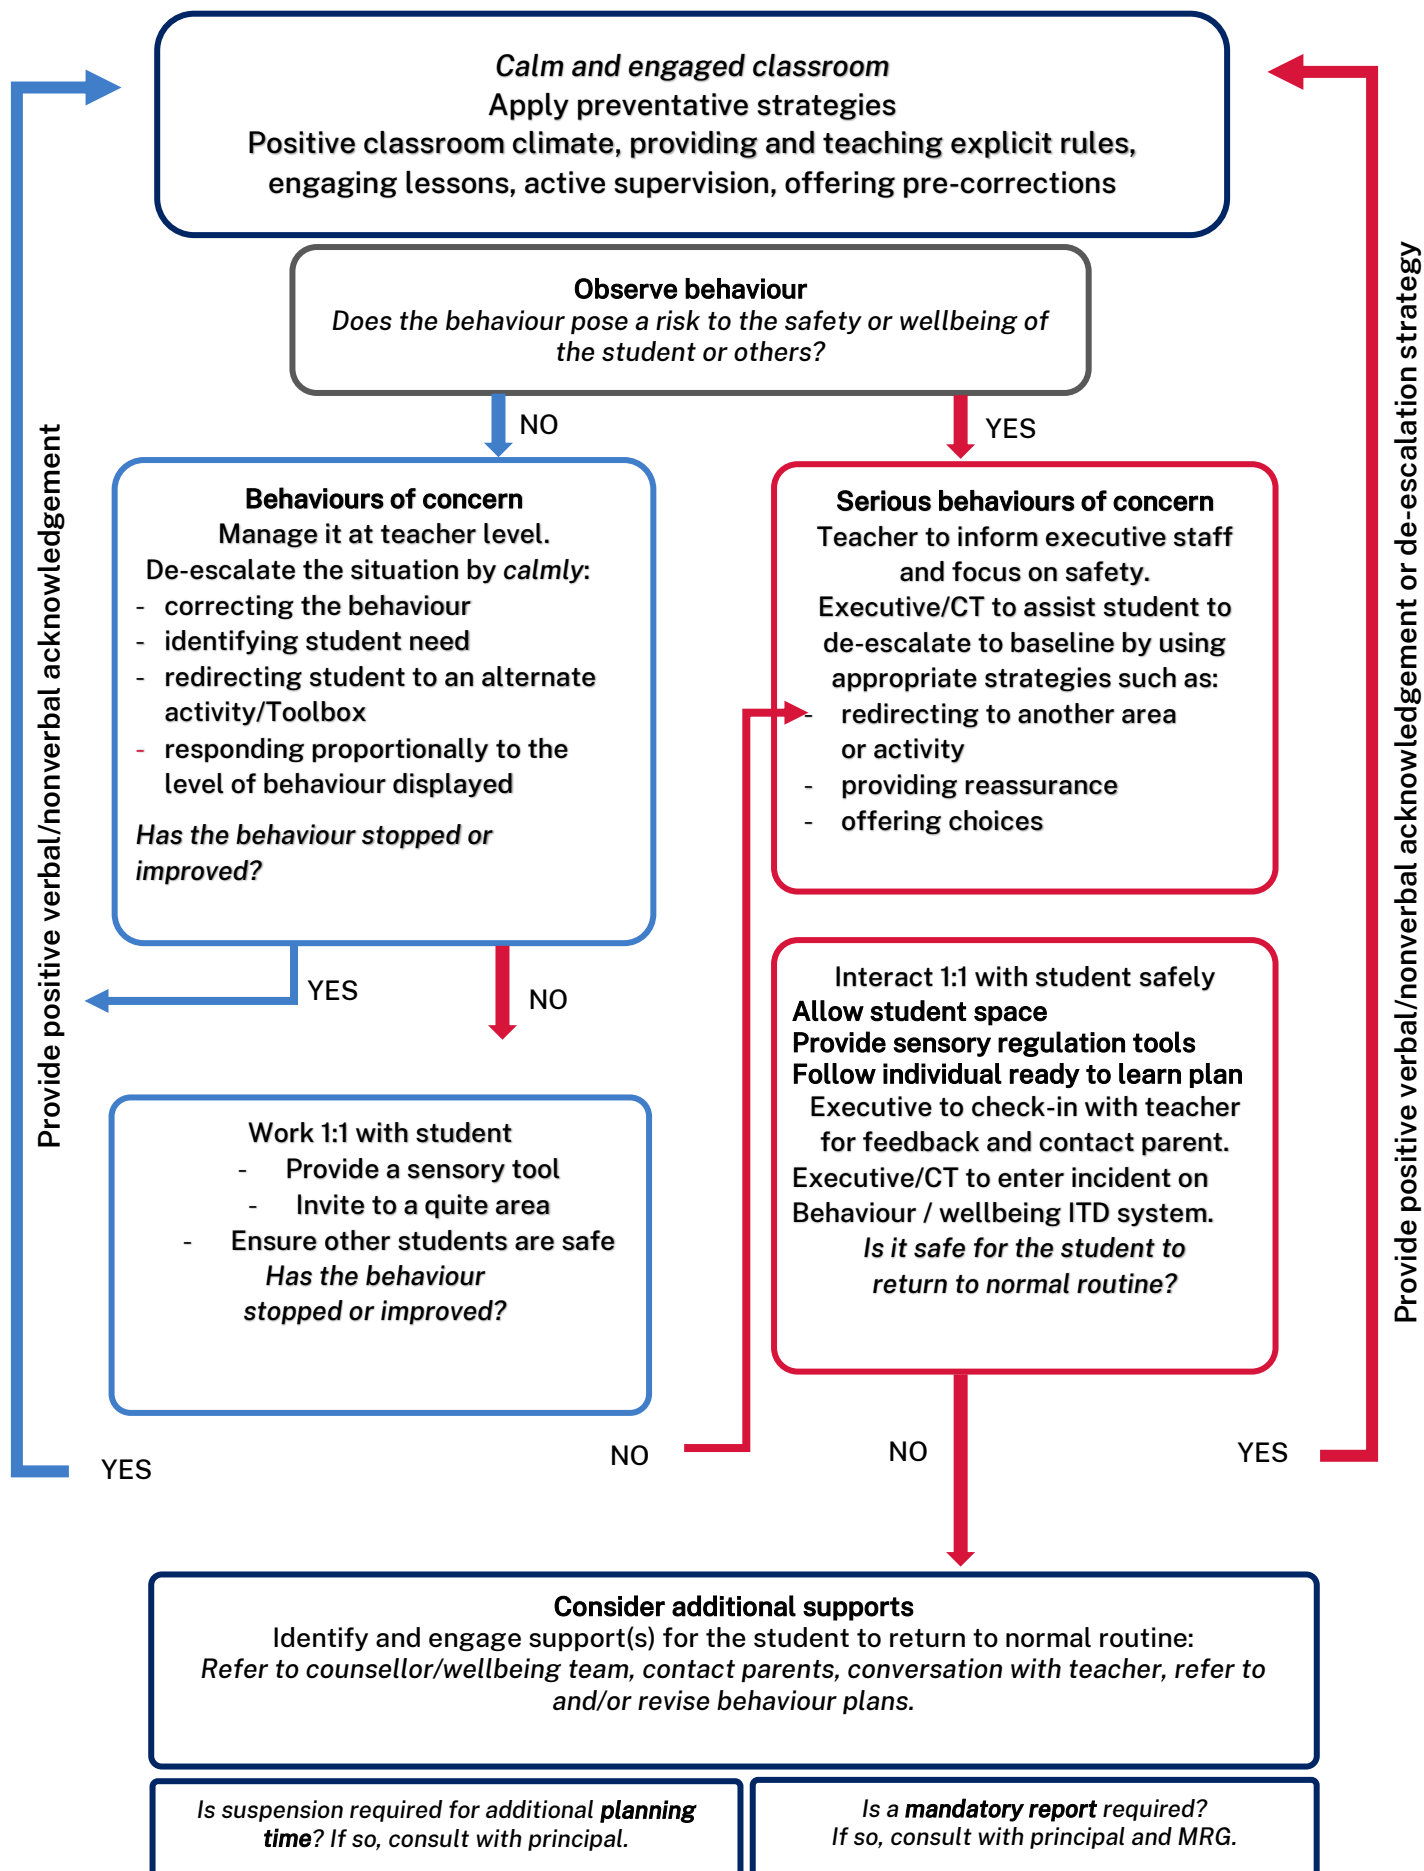 Calm and engaged classroom
Apply preventative strategies
Positive classroom climate, providing and teaching explicit rules,
engaging lessons, active supervision, offering pre-corrections
Observe behaviour
Does the behaviour pose a risk to the safety or wellbeing of
the student or others?
NO
YES
Behaviours of concern
Manage it at teacher level.
De-escalate the situation by calmly:
- correcting the behaviour
- identifying student need
- redirecting student to an alternate
activity/Toolbox
- responding proportionally to the
level of behaviour displayed
Has the behaviour stopped or
improved?
YES
NO
Work 1:1 with student
- Provide a sensory tool
- Invite to a quite area
- Ensure other students are safe
Has the behaviour
stopped or improved?
YES
NO
Provide positive verbal/nonverbal acknowledgement
Serious behaviours of concern
Teacher to inform executive staff
and focus on safety.
Executive/CT to assist student to
de-escalate to baseline by using
appropriate strategies such as:
- redirecting to another area
or activity
- providing reassurance
- offering choices
Interact 1:1 with student safely
Allow student space
Provide sensory regulation tools
Follow individual ready to learn plan
Executive to check-in with teacher
for feedback and contact parent.
Executive/CT to enter incident on
Behaviour / wellbeing ITD system.
Is it safe for the student to
return to normal routine?
NO
YES
Provide positive verbal/nonverbal acknowledgement or de-escalation strategy
Consider additional supports
Identify and engage support(s) for the student to return to normal routine:
Refer to counsellor/wellbeing team, contact parents, conversation with teacher, refer to
and/or revise behaviour plans.
Is suspension required for additional planning
time? If so, consult with principal.
Is a mandatory report required?
If so, consult with principal and MRG.